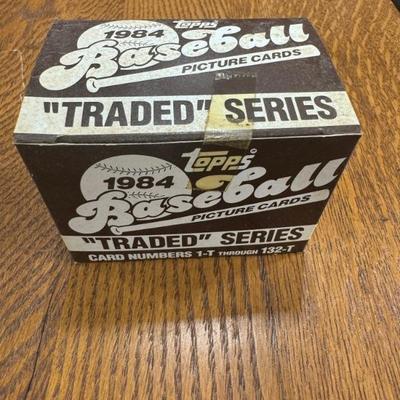 TOPPS
1984
Baseball
PICTURE CARDS
"TRADED" SERIES
TOPPS©
1984
Baseball
PICTURE CARDS
"TRADED" SERIES
CARD NUMBERS 1-T THROUGH 132-T